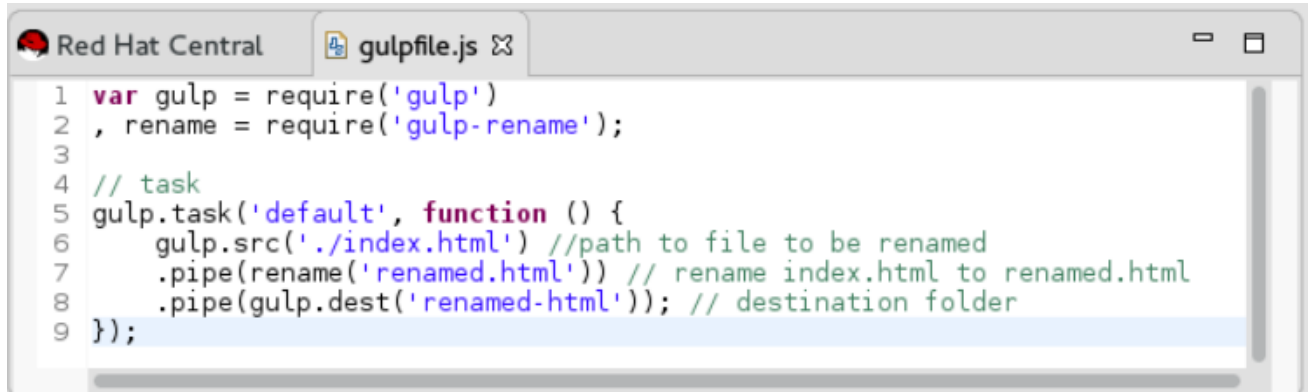 Red Hat Central gulpfile.js
1 var gulp = require('gulp')
2 , rename = require('gulp-rename');
3
4 // task
5 gulp.task('default', function () {
6     gulp.src('./index.html') //path to file to be renamed
7     .pipe(rename('renamed.html')) // rename index.html to renamed.html
8     .pipe(gulp.dest('renamed-html')); // destination folder
9 });